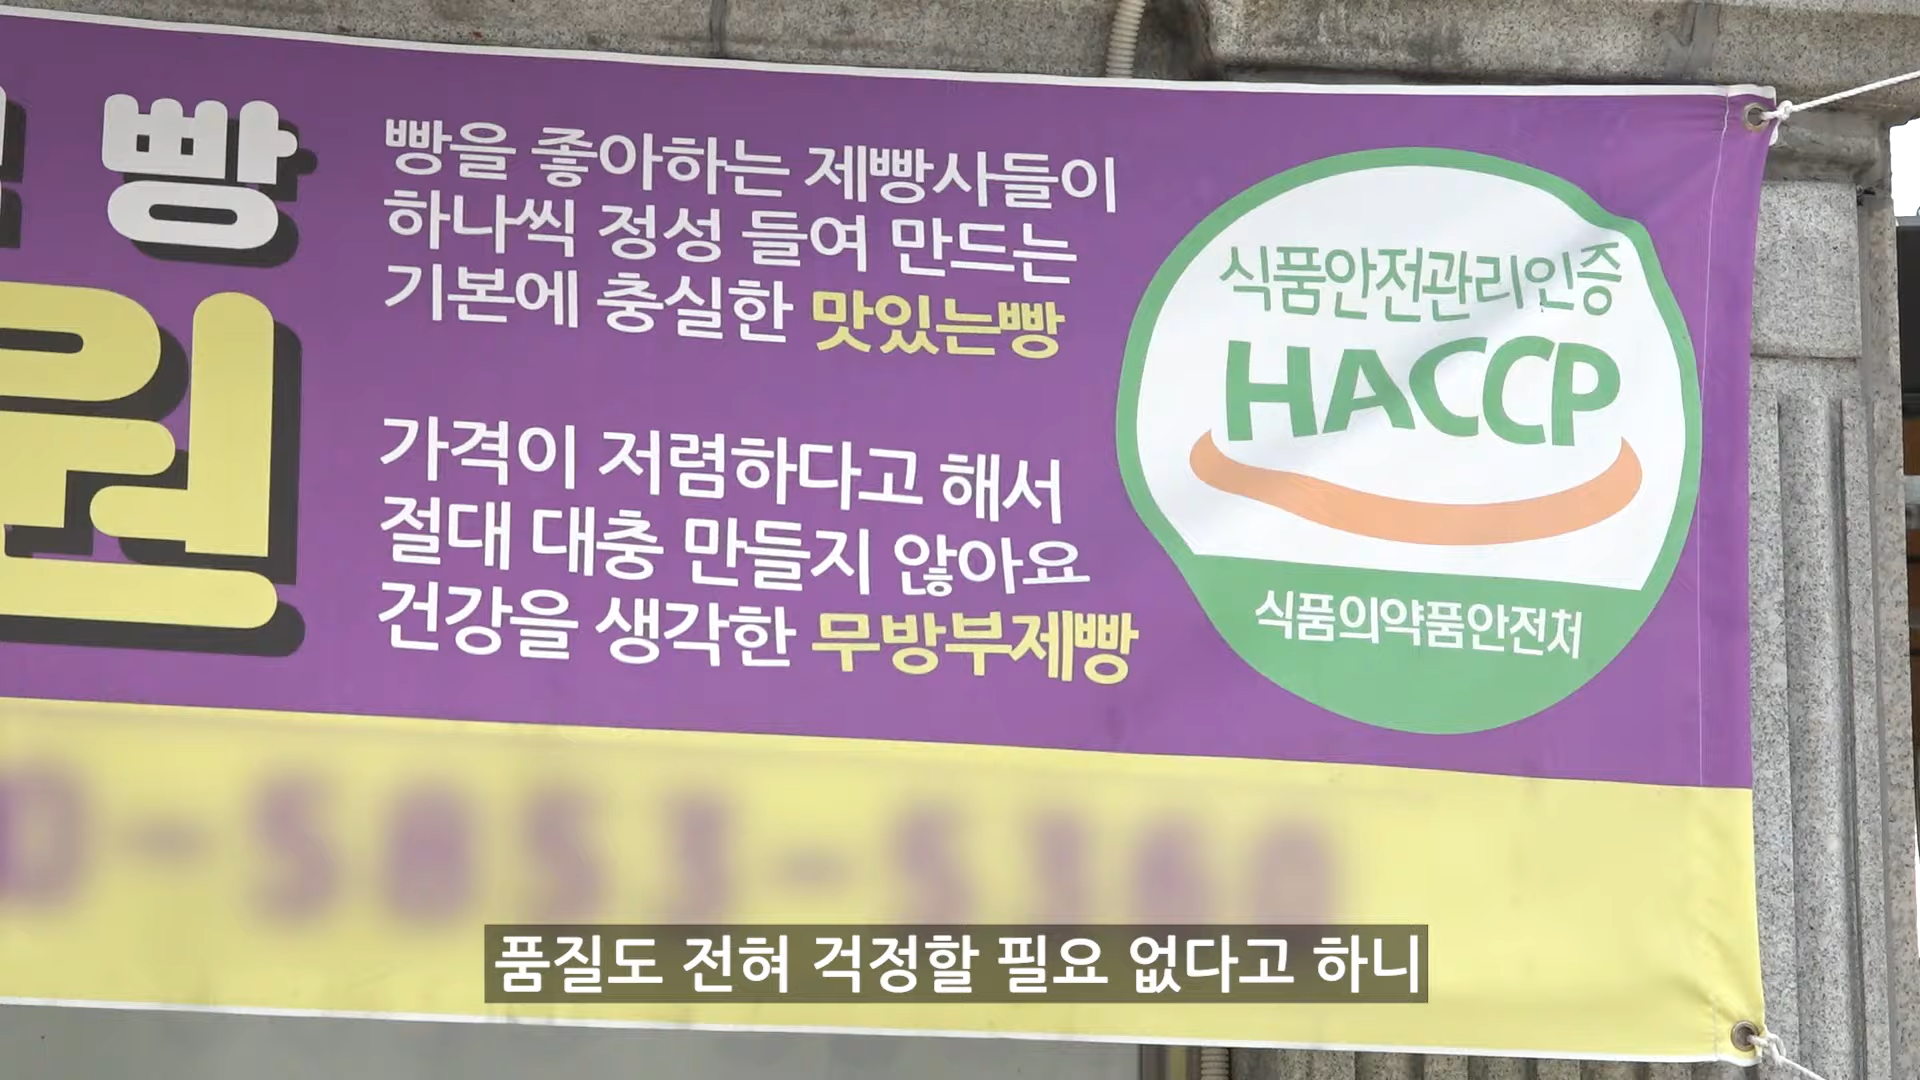 빵
원
빵을 좋아하는 제빵사들이
하나씩 정성 들여 만드는
기본에 충실한 맛있는빵
가격이 저렴하다고 해서
절대 대충 만들지 않아요
건강을 생각한 무방부제빵
식품안전관리인증
HACCP
식품의약품안전처
품질도 전혀 걱정할 필요 없다고 하니